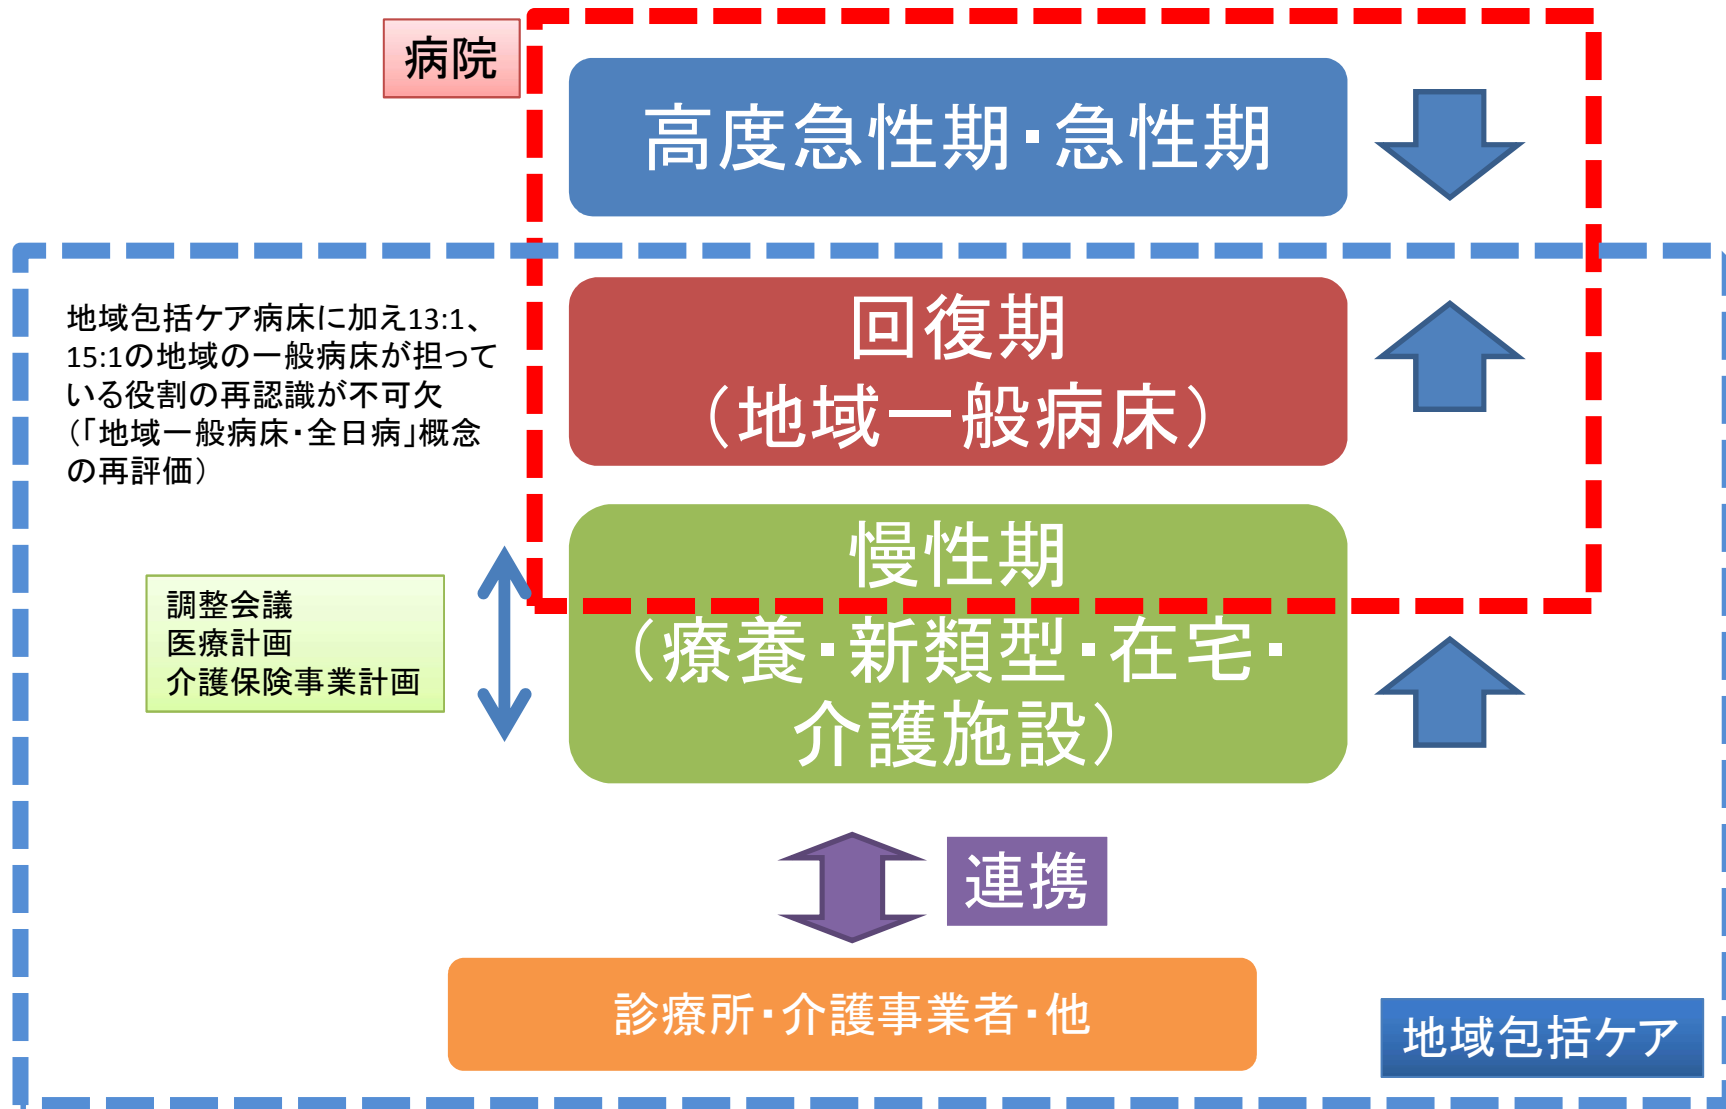 病院
高度急性期・急性期
地域包括ケア病床に加え13:1、
15:1の地域の一般病床が担って
いる役割の再認識が不可欠
（「地域一般病床・全日病」概念
の再評価）
回復期
（地域一般病床）
慢性期
（療養・新類型・在宅・
介護施設）
調整会議
医療計画
介護保険事業計画
連携
診療所・介護事業者・他
地域包括ケア